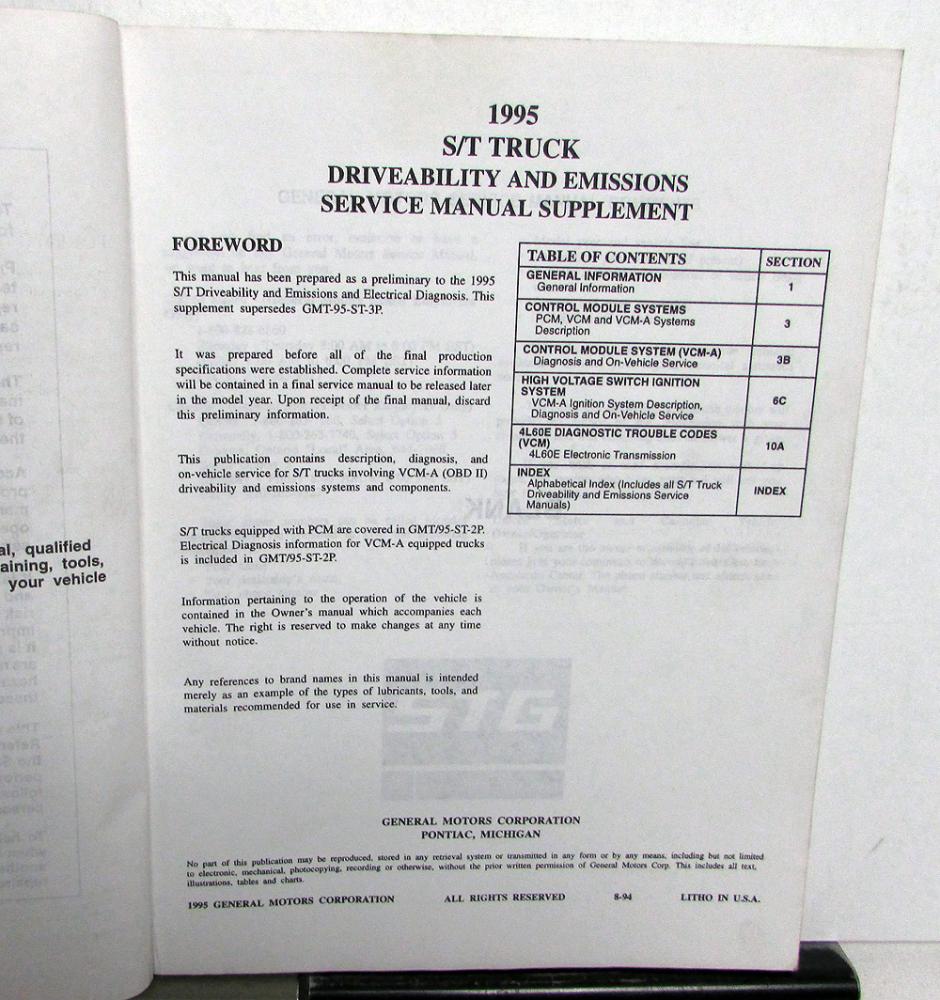 1995
S/T TRUCK
DRIVEABILITY AND EMISSIONS
SERVICE MANUAL SUPPLEMENT
FOREWORD
This manual has been prepared as a preliminary to the 1995
S/T Driveability and Emissions and Electrical Diagnosis. This
supplement supersedes GMT-95-ST-3P.
It was prepared before all of the final production
specifications were established. Complete service information
will be contained in a final service manual to be released later
in the model year. Upon receipt of the final manual, discard
this preliminary information.
This publication contains description, diagnosis, and
on-vehicle service for S/T trucks involving VCM-A (OBD II)
driveability and emissions systems and components.
S/T trucks equipped with PCM are covered in GMT/95-ST-2P.
Electrical Diagnosis information for VCM-A equipped trucks
is included in GMT/95-ST-2P.
Information pertaining to the operation of the vehicle is
contained in the Owner's manual which accompanies each
vehicle. The right is reserved to make changes at any time
without notice.
Any references to brand names in this manual is intended
merely as an example of the types of lubricants, tools, and
materials recommended for use in service.
TABLE OF CONTENTS SECTION
GENERAL INFORMATION
General Information 1
CONTROL MODULE SYSTEMS
PCM, VCM and VCM-A Systems
Description 3
CONTROL MODULE SYSTEM (VCM-A)
Diagnosis and On-Vehicle Service 3B
HIGH VOLTAGE SWITCH IGNITION
SYSTEM
VCM-A Ignition System Description,
Diagnosis and On-Vehicle Service 6C
4L60E DIAGNOSTIC TROUBLE CODES
(VCM)
4L60E Electronic Transmission 10A
INDEX
Alphabetical Index (Includes all S/T Truck
Driveability and Emissions Service
Manuals) INDEX
al, qualified
aining, tools,
your vehicle
GENERAL MOTORS CORPORATION
PONTIAC, MICHIGAN
No part of this publication may be reproduced, stored in any retrieval system or transmitted in any form or by any means, including but not limited
to electronic, mechanical, photocopying, recording or otherwise, without the prior written permission of General Motors Corp. This includes all text,
illustrations, tables and charts.
1995 GENERAL MOTORS CORPORATION ALL RIGHTS RESERVED 8-94 LITHO IN U.S.A.